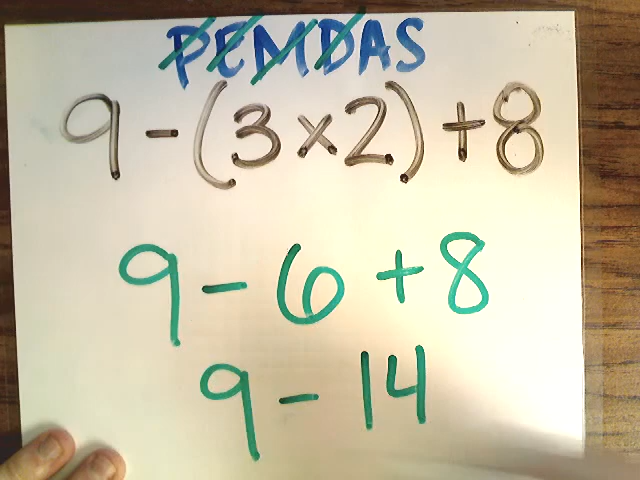 PEMDAS
9 - (3 × 2) + 8
9 - 6 + 8
9 - 14